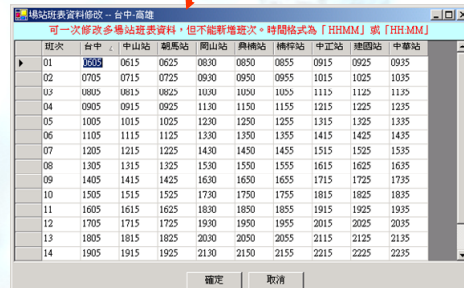 場站班表資料修改 -- 台中-高雄
可一次修改多場站班表資料，但不能新增班次。時間格式為「HHMM」或「HH:MM」
班次 台中 中山站 朝馬站 岡山站 典楠站 楠梓站 中正站 建國站 中華站
01 0605 0615 0625 0830 0850 0855 0915 0925 0935
02 0705 0715 0725 0930 0950 0955 1015 1025 1035
03 0805 0815 0825 1030 1050 1055 1115 1125 1135
04 0905 0915 0925 1130 1150 1155 1215 1225 1235
05 1005 1015 1025 1230 1250 1255 1315 1325 1335
06 1105 1115 1125 1330 1350 1355 1415 1425 1435
07 1205 1215 1225 1430 1450 1455 1515 1525 1535
08 1305 1315 1325 1530 1550 1555 1615 1625 1635
09 1405 1415 1425 1630 1650 1655 1715 1725 1735
10 1505 1515 1525 1730 1750 1755 1815 1825 1835
11 1605 1615 1625 1830 1850 1855 1915 1925 1935
12 1705 1715 1725 1930 1950 1955 2015 2025 2035
13 1805 1815 1825 2030 2050 2055 2115 2125 2135
14 1905 1915 1925 2130 2150 2155 2215 2225 2235
確定 取消